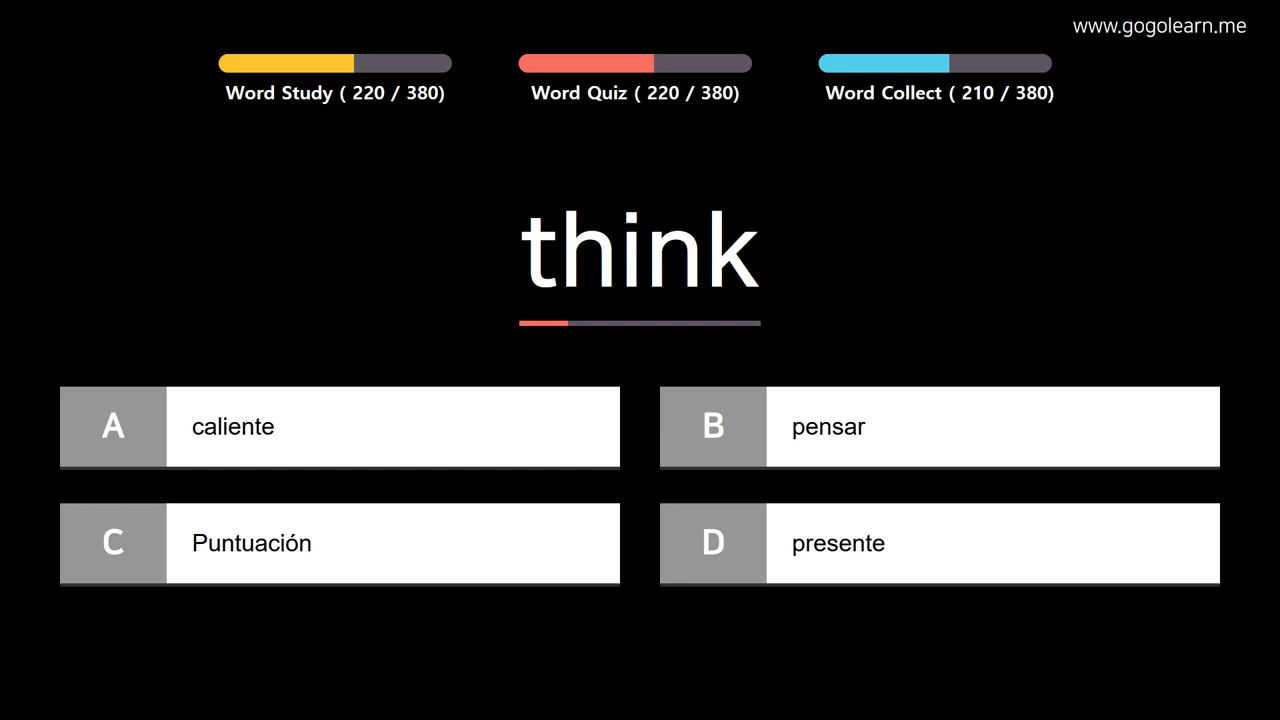 www.gogolearn.me
Word Study ( 220 / 380)
Word Quiz ( 220 / 380)
Word Collect ( 210 / 380)
think
A caliente
B pensar
C Puntuación
D presente